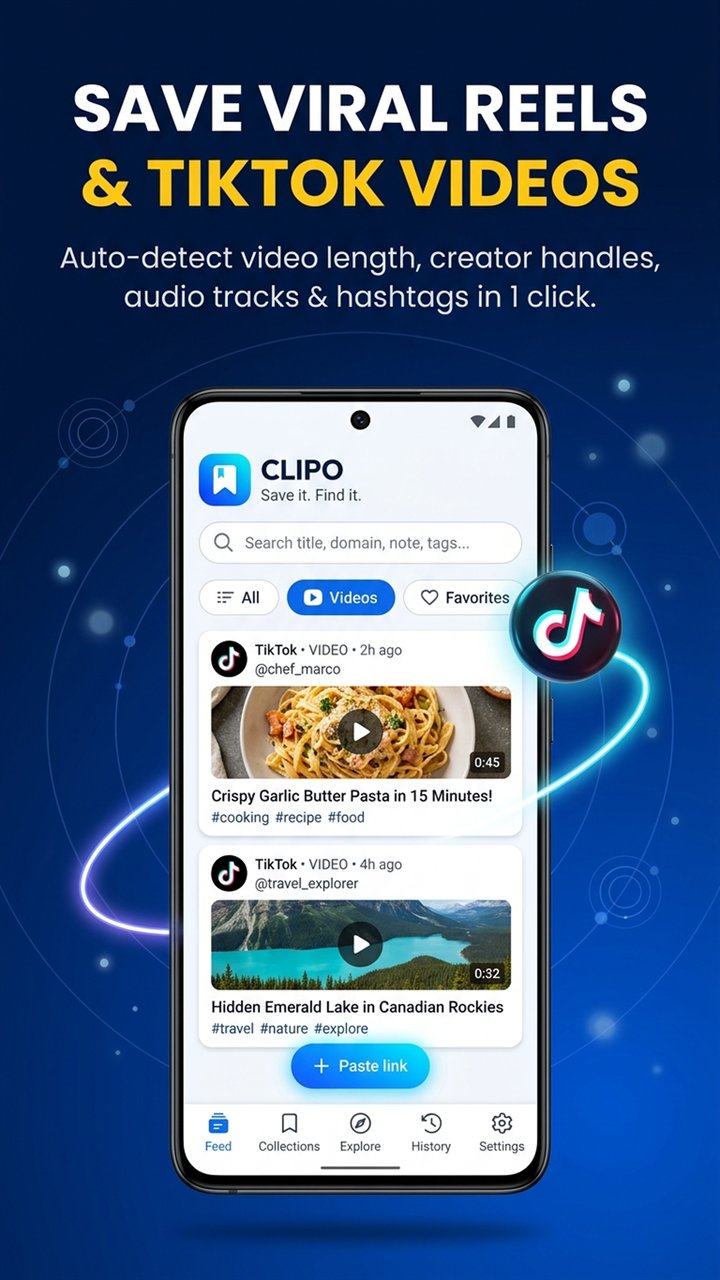 SAVE VIRAL REELS
& TIKTOK VIDEOS
Auto-detect video length, creator handles,
audio tracks & hashtags in 1 click.
CLIPO
Save it. Find it.
Search title, domain, note, tags...
All
Videos
Favorites
TikTok • VIDEO • 2h ago
@chef_marco
0:45
Crispy Garlic Butter Pasta in 15 Minutes!
#cooking #recipe #food
TikTok • VIDEO • 4h ago
@travel_explorer
0:32
Hidden Emerald Lake in Canadian Rockies
#travel #nature #explore
+ Paste link
Feed
Collections
Explore
History
Settings